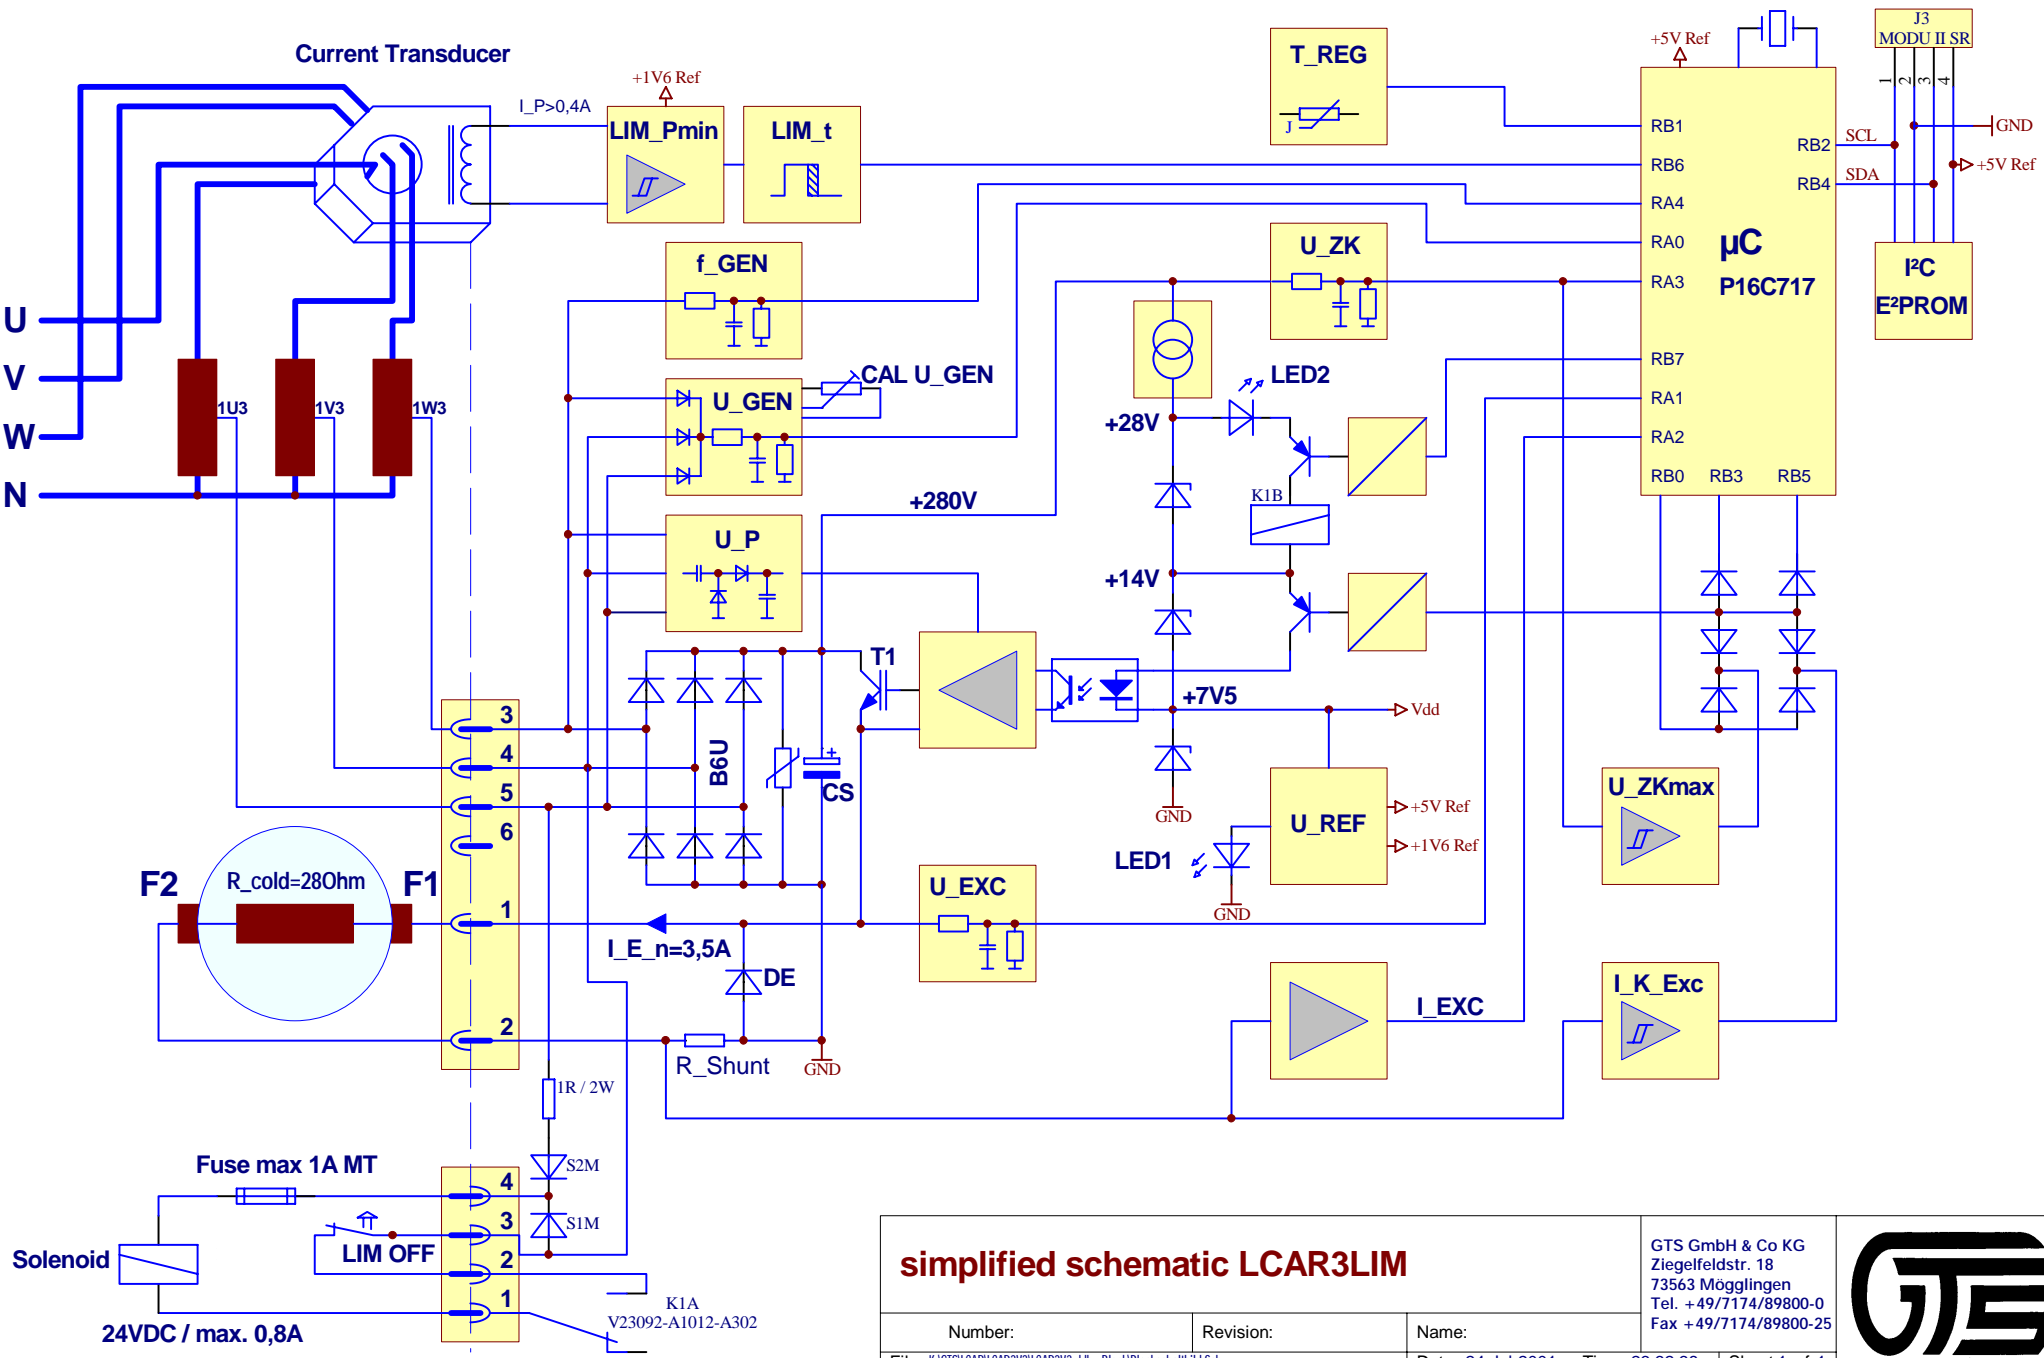 Current Transducer
+1V6 Ref
I_P>0,4A
LIM_Pmin
LIM_t
T_REG
J
+5V Ref
J3
MODU II SR
1
2
3
4
GND
+5V Ref
SCL
SDA
RB1
RB6
RA4
RA0
RA3
RB7
RA1
RA2
RB0
RB3
RB5
RB2
RB4
µC
P16C717
I²C
E²PROM
U
V
W
N
1U3
1V3
1W3
f_GEN
U_GEN
CAL U_GEN
U_P
U_ZK
LED2
+28V
K1B
+280V
+14V
T1
+7V5
Vdd
GND
B6U
+
CS
3
4
5
6
1
2
F2
R_cold=28Ohm
F1
I_E_n=3,5A
DE
R_Shunt
GND
U_EXC
LED1
GND
U_REF
+5V Ref
+1V6 Ref
U_ZKmax
I_EXC
I_K_Exc
1R / 2W
S2M
S1M
Fuse max 1A MT
4
3
2
1
Solenoid
LIM OFF
24VDC / max. 0,8A
K1A
V23092-A1012-A302
simplified schematic LCAR3LIM
GTS GmbH & Co KG
Ziegelfeldstr. 18
73563 Mögglingen
Tel. +49/7174/89800-0
Fax +49/7174/89800-25
GTS
Number:
Revision:
Name: